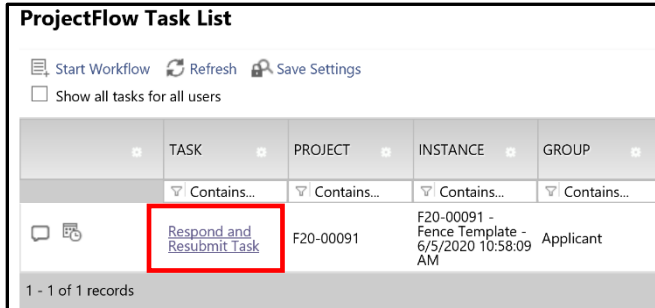 ProjectFlow Task List
Start Workflow Refresh Save Settings
Show all tasks for all users
TASK PROJECT INSTANCE GROUP
Contains... Contains... Contains... Contains...
Respond and
Resubmit Task
F20-00091
F20-00091 -
Fence Template -
6/5/2020 10:58:09
AM
Applicant
1 - 1 of 1 records